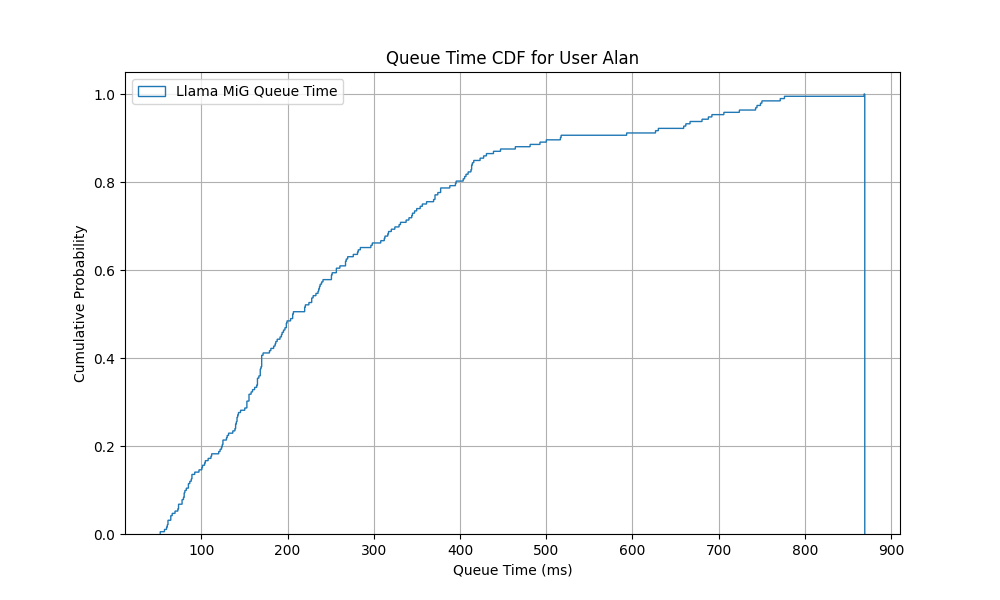 Queue Time CDF for User Alan
Llama MiG Queue Time
Cumulative Probability
1.0
0.8
0.6
0.4
0.2
0.0
100 200 300 400 500 600 700 800 900
Queue Time (ms)